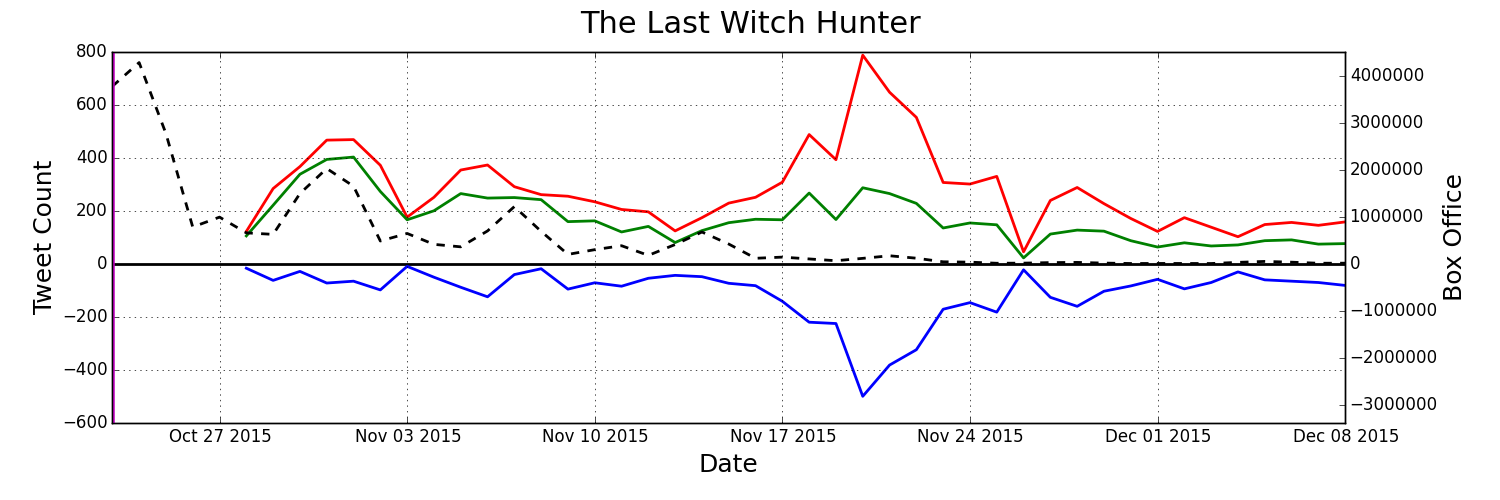 The Last Witch Hunter
800
600
400
200
0
−200
−400
−600
Tweet Count
4000000
3000000
2000000
1000000
0
−1000000
−2000000
−3000000
Box Office
Oct 27 2015
Nov 03 2015
Nov 10 2015
Nov 17 2015
Nov 24 2015
Dec 01 2015
Dec 08 2015
Date